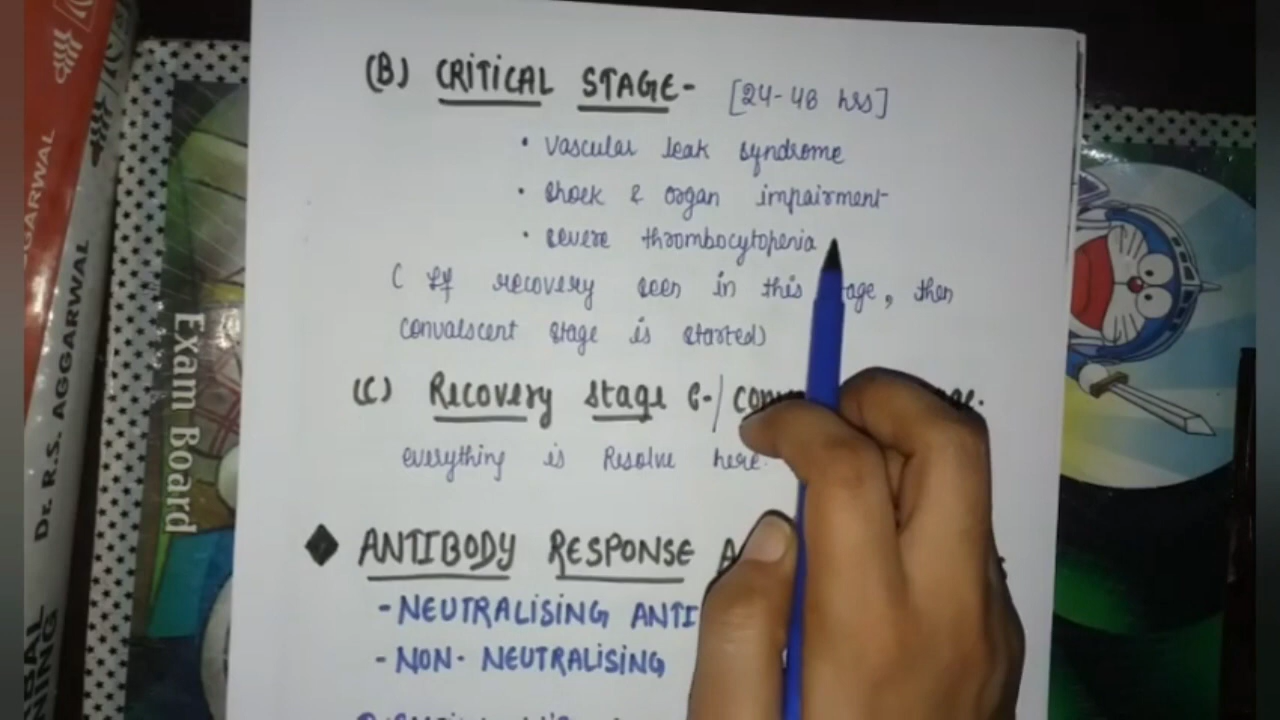 (B) CRITICAL STAGE- [24-48 hrs]
• vascular leak syndrome
• shock & organ impairment
• severe thrombocytopenia
( If recovery seen in this stage, then
convalscent stage is started)
(C) Recovery Stage
everything is Resolve here.
◆ ANTIBODY RESPONSE
- NEUTRALISING
- NON- NEUTRALISING
Dr. R.S. AGGARWAL
Exam Board